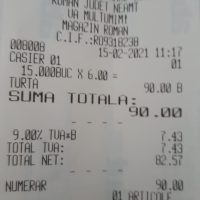 ROMAN JUDET NEAMT
VA MULTUMIM!
MAGAZIN ROMAN
C.I.F.:RO9318238
008008 15-02-2021 11:17
CASIER 01 01
15.000BUC X 6.00 =
TURTA 90.00 B
SUMA TOTALA:
90.00
9.00% TVA*B 7.43
TOTAL TVA: 7.43
TOTAL NET: 82.57
NUMERAR 90.00
01 ARTICOLE